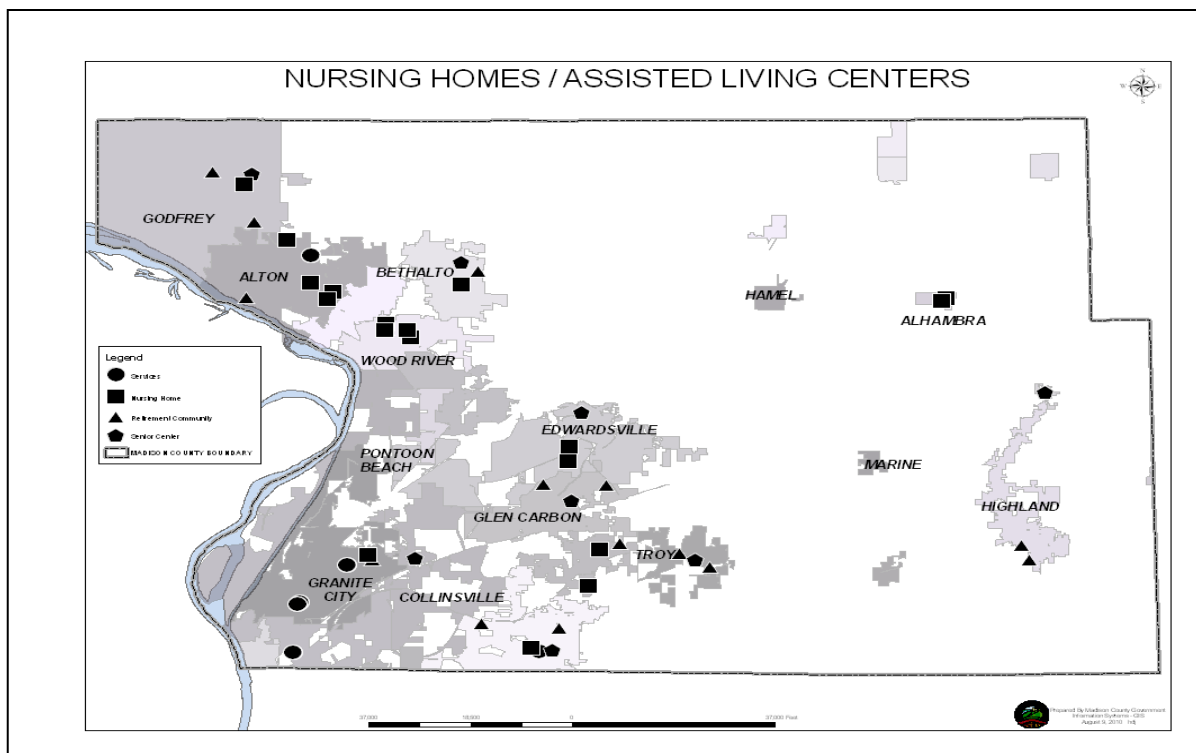 NURSING HOMES / ASSISTED LIVING CENTERS
N
W E
S
GODFREY
ALTON
BETHALTO
HAMEL
ALHAMBRA
WOOD RIVER
Legend
Services
Nursing Home
Retirement Community
Senior Center
MADISON COUNTY BOUNDARY
EDWARDSVILLE
PONTOON
BEACH
MARINE
GLEN CARBON
HIGHLAND
TROY
GRANITE
CITY
COLLINSVILLE
37,000 18,500 0 37,000 Feet
Prepared By Madison County Government
Information Systems - GIS
August 9, 2010